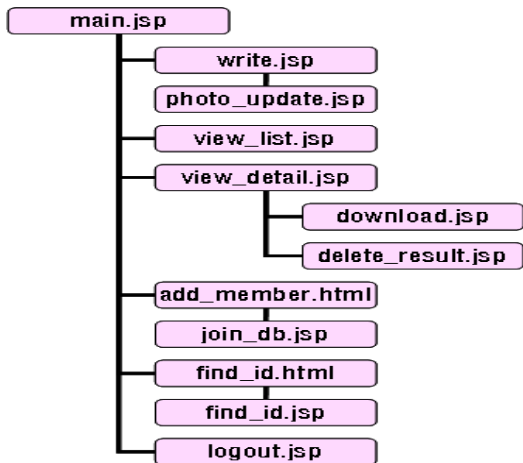 main.jsp
write.jsp
photo_update.jsp
view_list.jsp
view_detail.jsp
download.jsp
delete_result.jsp
add_member.html
join_db.jsp
find_id.html
find_id.jsp
logout.jsp